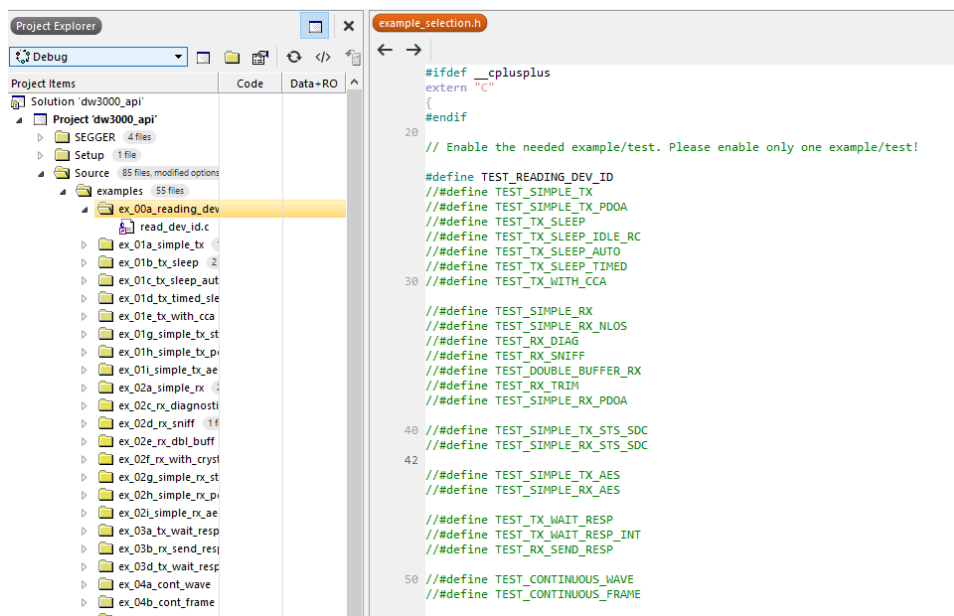 Project Explorer
Debug
Project Items Code Data+RO
Solution 'dw3000_api'
Project 'dw3000_api'
SEGGER 4 files
Setup 1 file
Source 85 files, modified options
examples 55 files
ex_00a_reading_dev
read_dev_id.c
ex_01a_simple_tx
ex_01b_tx_sleep 2
ex_01c_tx_sleep_aut
ex_01d_tx_timed_sle
ex_01e_tx_with_cca
ex_01g_simple_tx_st
ex_01h_simple_tx_p
ex_01i_simple_tx_ae
ex_02a_simple_rx 2
ex_02c_rx_diagnosti
ex_02d_rx_sniff 1 f
ex_02e_rx_dbl_buff
ex_02f_rx_with_cryst
ex_02g_simple_rx_st
ex_02h_simple_rx_p
ex_02i_simple_rx_ae
ex_03a_tx_wait_resp
ex_03b_rx_send_resp
ex_03d_tx_wait_resp
ex_04a_cont_wave
ex_04b_cont_frame
example_selection.h
#ifdef __cplusplus
extern "C"
{
#endif
20
// Enable the needed example/test. Please enable only one example/test!
#define TEST_READING_DEV_ID
//#define TEST_SIMPLE_TX
//#define TEST_SIMPLE_TX_PDOA
//#define TEST_TX_SLEEP
//#define TEST_TX_SLEEP_IDLE_RC
//#define TEST_TX_SLEEP_AUTO
//#define TEST_TX_SLEEP_TIMED
30 //#define TEST_TX_WITH_CCA
//#define TEST_SIMPLE_RX
//#define TEST_SIMPLE_RX_NLOS
//#define TEST_RX_DIAG
//#define TEST_RX_SNIFF
//#define TEST_DOUBLE_BUFFER_RX
//#define TEST_RX_TRIM
//#define TEST_SIMPLE_RX_PDOA
40 //#define TEST_SIMPLE_TX_STS_SDC
//#define TEST_SIMPLE_RX_STS_SDC
42
//#define TEST_SIMPLE_TX_AES
//#define TEST_SIMPLE_RX_AES
//#define TEST_TX_WAIT_RESP
//#define TEST_TX_WAIT_RESP_INT
//#define TEST_RX_SEND_RESP
50 //#define TEST_CONTINUOUS_WAVE
//#define TEST_CONTINUOUS_FRAME